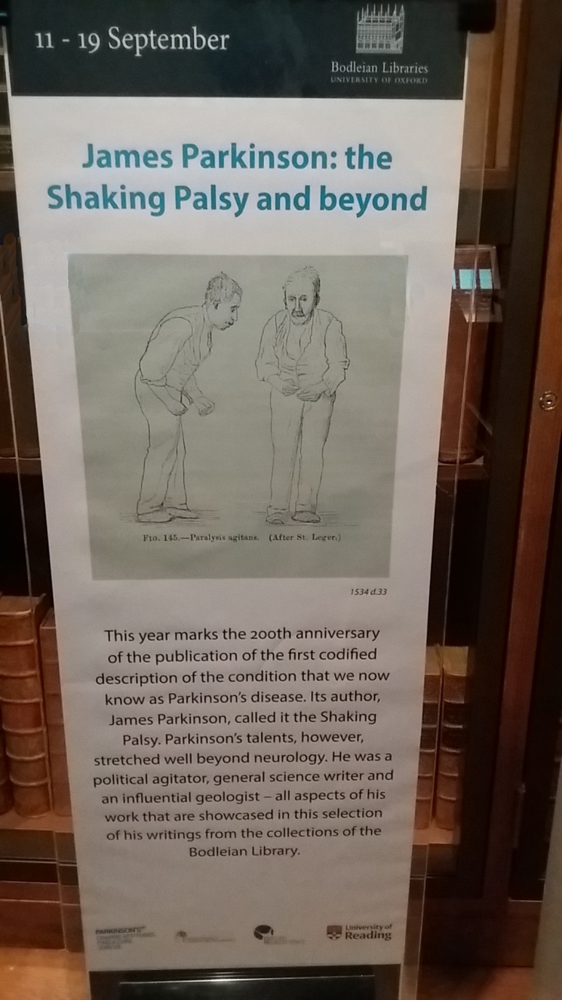 11 - 19 September
Bodleian Libraries
UNIVERSITY OF OXFORD
James Parkinson: the
Shaking Palsy and beyond
FIG. 145.—Paralysis agitans. (After St. Leger.)
1534 d.33
This year marks the 200th anniversary
of the publication of the first codified
description of the condition that we now
know as Parkinson's disease. Its author,
James Parkinson, called it the Shaking
Palsy. Parkinson's talents, however,
stretched well beyond neurology. He was a
political agitator, general science writer and
an influential geologist – all aspects of his
work that are showcased in this selection
of his writings from the collections of the
Bodleian Library.
PARKINSON'S
University of
Reading